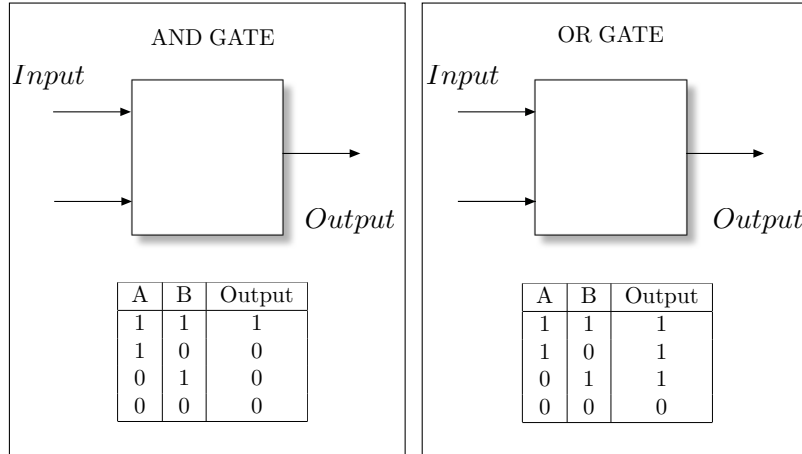 AND GATE
Input
Output
A B Output
1 1 1
1 0 0
0 1 0
0 0 0
OR GATE
Input
Output
A B Output
1 1 1
1 0 1
0 1 1
0 0 0